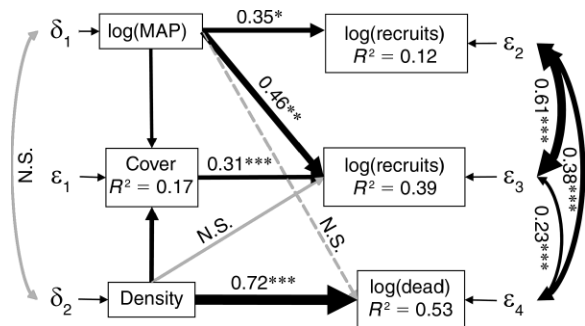 δ1
log(MAP)
0.35*
log(recruits)
R² = 0.12
ε2
0.46**
0.61***
0.38***
N.S.
ε1
Cover
R² = 0.17
0.31***
log(recruits)
R² = 0.39
ε3
N.S.
N.S.
0.23***
δ2
Density
0.72***
log(dead)
R² = 0.53
ε4